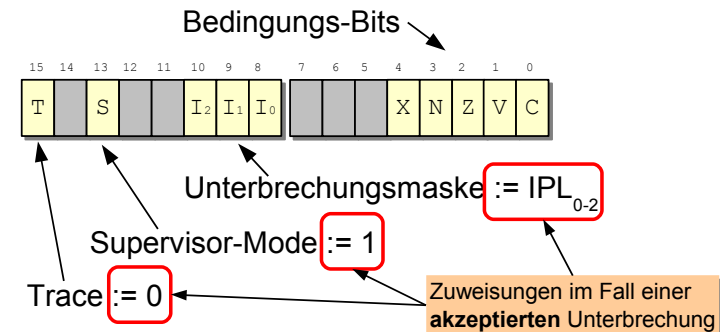 Bedingungs-Bits
15 14 13 12 11 10 9 8 7 6 5 4 3 2 1 0
T S I₂ I₁ I₀ X N Z V C
Unterbrechungsmaske := IPL₀₋₂
Supervisor-Mode := 1
Trace := 0
Zuweisungen im Fall einer
akzeptierten Unterbrechung